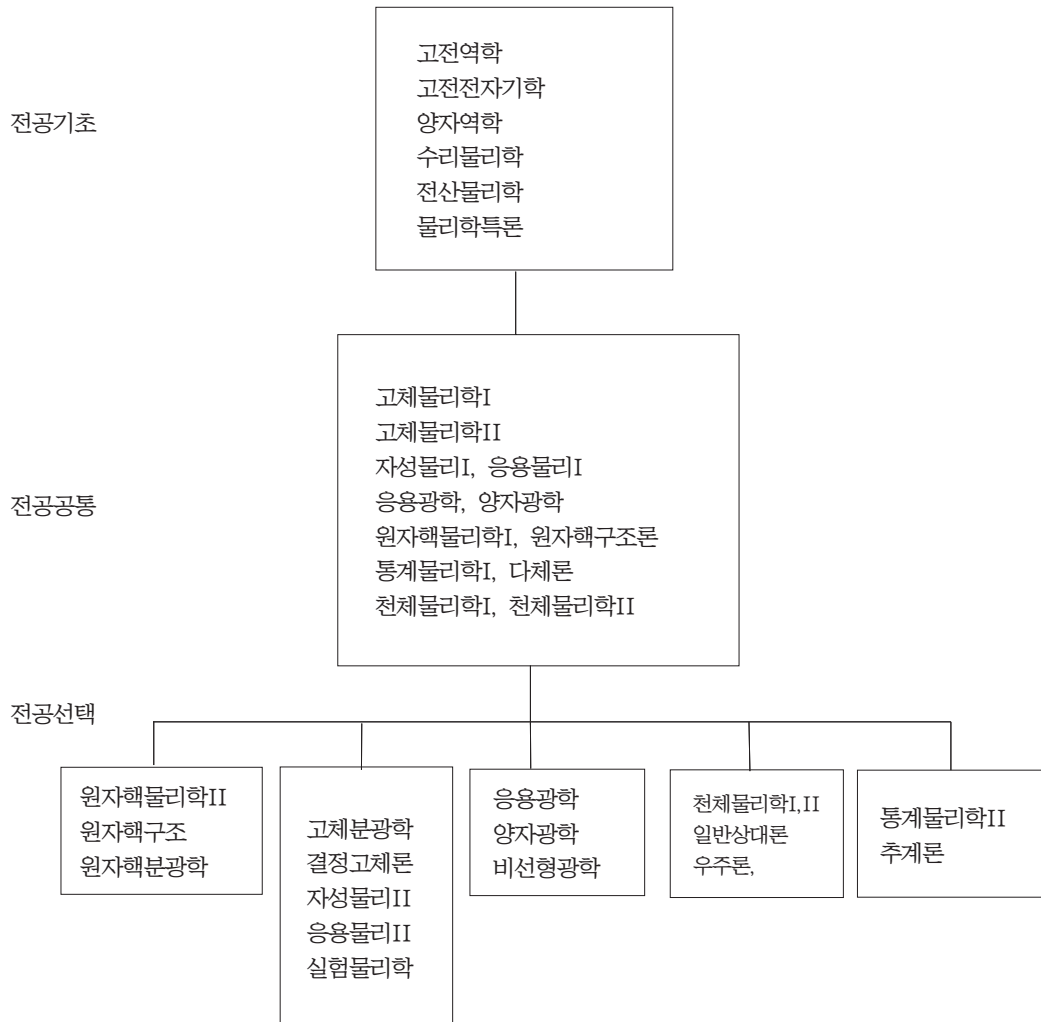 고전역학
고전전자기학
전공기초
양자역학
수리물리학
전산물리학
물리학특론
고체물리학I
고체물리학II
자성물리I, 응용물리I
전공공통
응용광학, 양자광학
원자핵물리학I, 원자핵구조론
통계물리학I, 다체론
천체물리학I, 천체물리학II
전공선택
원자핵물리학II
원자핵구조
원자핵분광학
고체분광학
결정고체론
자성물리II
응용물리II
실험물리학
응용광학
양자광학
비선형광학
천체물리학I,II
일반상대론
우주론,
통계물리학II
추계론